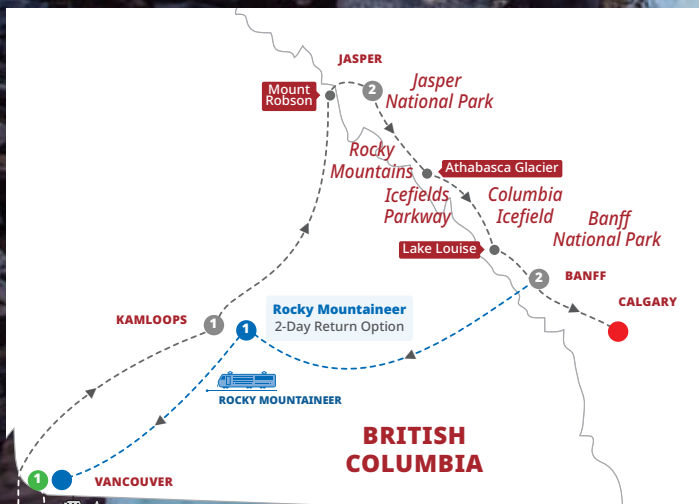 JASPER
Mount
Robson
2
Jasper
National Park
Rocky
Mountains
Athabasca Glacier
Icefields
Parkway
Columbia
Icefield
Banff
National Park
Lake Louise
2
BANFF
CALGARY
KAMLOOPS
1
1
Rocky Mountaineer
2-Day Return Option
ROCKY MOUNTAINEER
BRITISH
COLUMBIA
1
VANCOUVER